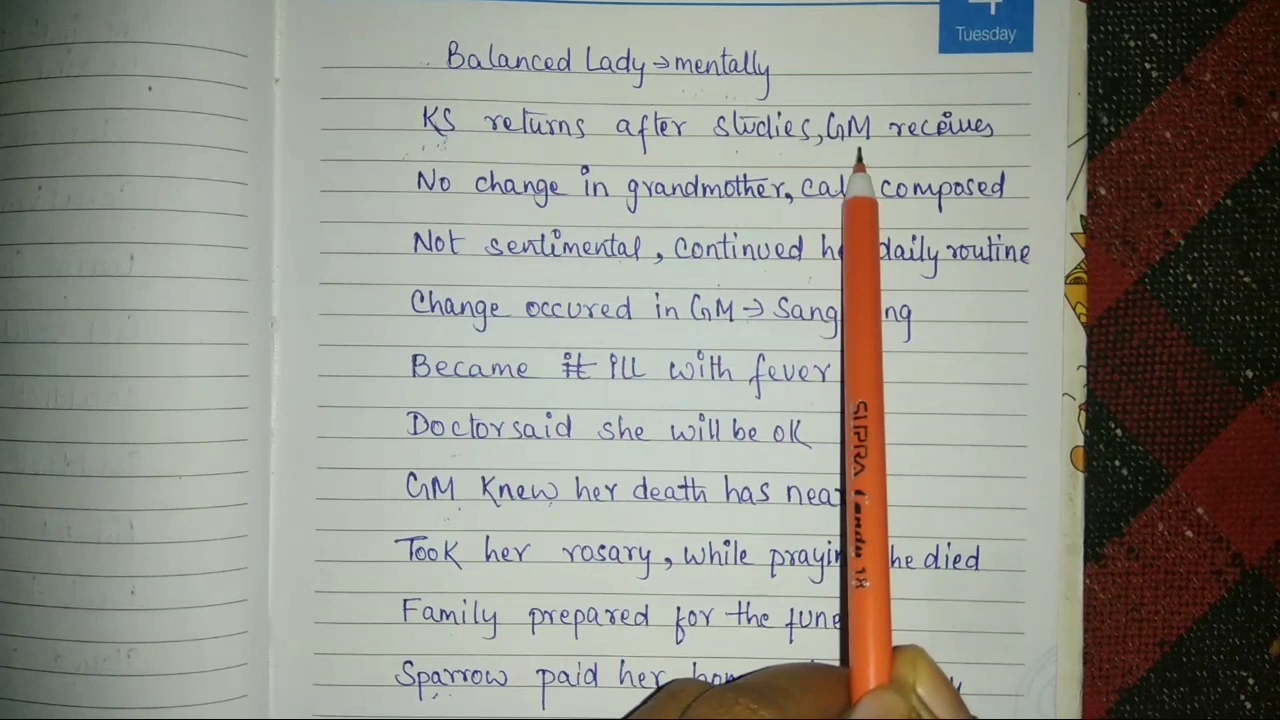 Tuesday
Balanced Lady → mentally
KS returns after studies, GM receives
No change in grandmother, composed
Not sentimental, continued daily routine
Change occured in GM → Sang
Became ill with fever
Doctor said she will be ok
GM knew her death has
Took her rosary, while died
Family prepared for the
Sparrow paid her
SUPRA